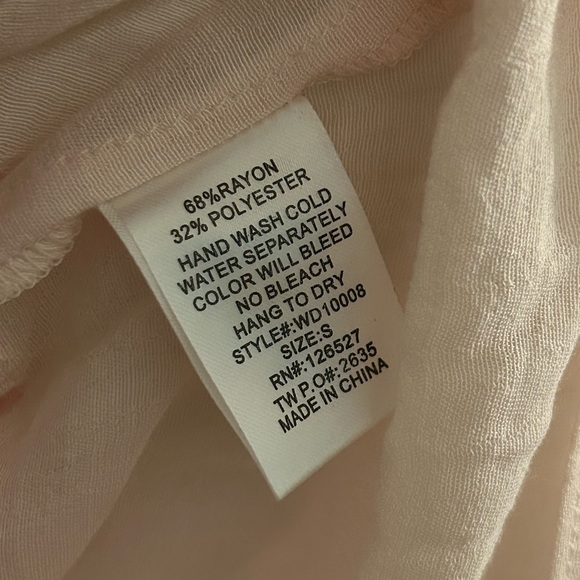 68%RAYON
32% POLYESTER
HAND WASH COLD
WATER SEPARATELY
COLOR WILL BLEED
NO BLEACH
HANG TO DRY
STYLE#:WD10008
SIZE:S
RN#:126527
TW P.O#:2635
MADE IN CHINA